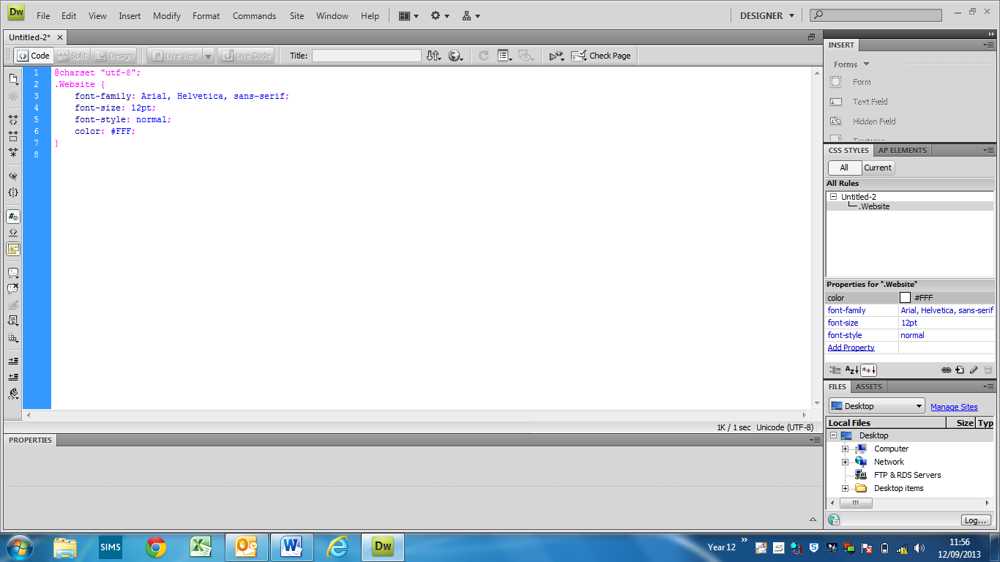 Dw File Edit View Insert Modify Format Commands Site Window Help DESIGNER
Untitled-2*
Code Split Design Live View Live Code Title: Check Page
1 @charset "utf-8";
2 .Website {
3 font-family: Arial, Helvetica, sans-serif;
4 font-size: 12pt;
5 font-style: normal;
6 color: #FFF;
7 }
8
1K / 1 sec Unicode (UTF-8)
PROPERTIES
INSERT
Forms
Form
Text Field
Hidden Field
CSS STYLES AP ELEMENTS
All Current
All Rules
Untitled-2
.Website
Properties for ".Website"
color #FFF
font-family Arial, Helvetica, sans-serif
font-size 12pt
font-style normal
Add Property
FILES ASSETS
Desktop Manage Sites
Local Files Size Typ
Desktop
Computer
Network
FTP & RDS Servers
Desktop items
Log...
SIMS Dw Year 12 11:56
12/09/2013